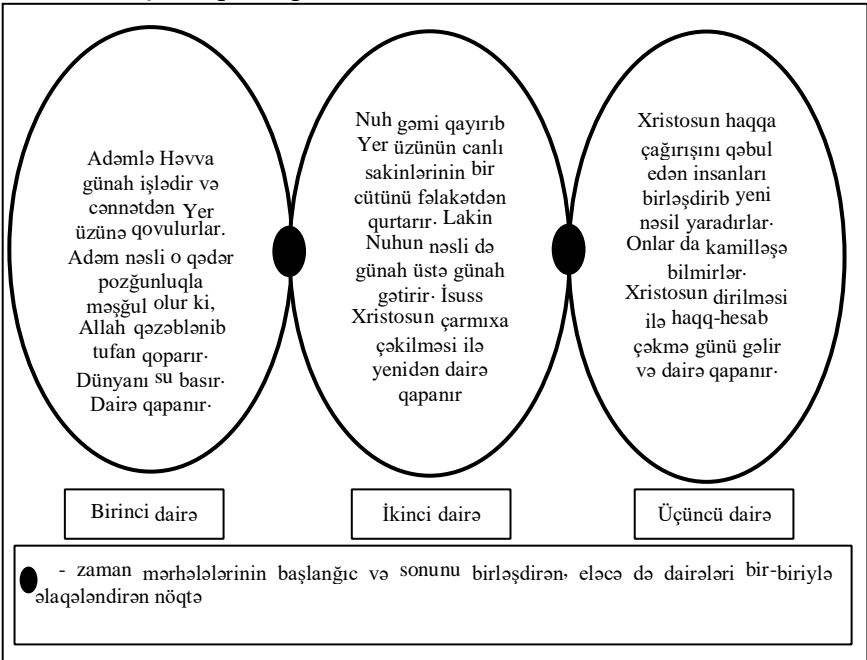 Adəmlə Həvva
günah işlədir və
cənnətdən Yer
üzünə qovulurlar.
Adəm nəsli o qədər
pozğunluqla
məşğul olur ki,
Allah qəzəblənib
tufan qoparır.
Dünyanı su basır.
Dairə qapanır.
Nuh gəmi qayırıb
Yer üzünün canlı
sakinlərinin bir
cütünü fəlakətdən
qurtarır. Lakin
Nuhun nəsli də
günah üstə günah
gətirir. İsuss
Xristosun çarmıxa
çəkilməsi ilə
yenidən dairə
qapanır
Xristosun haqqa
çağırışını qəbul
edən insanları
birləşdirib yeni
nəsil yaradırlar.
Onlar da kamilləşə
bilmirlər.
Xristosun dirilməsi
ilə haqq-hesab
çəkmə günü gəlir
və dairə qapanır.
Birinci dairə
İkinci dairə
Üçüncü dairə
- zaman mərhələlərinin başlanğıc və sonunu birləşdirən, eləcə də dairələri bir-biriylə
əlaqələndirən nöqtə